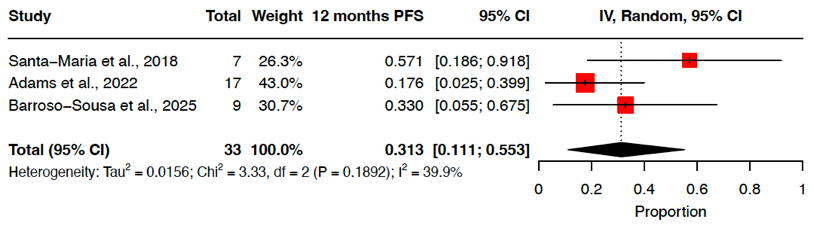 Study Total Weight 12 months PFS 95% CI IV, Random, 95% CI
Santa−Maria et al., 2018 7 26.3% 0.571 [0.186; 0.918]
Adams et al., 2022 17 43.0% 0.176 [0.025; 0.399]
Barroso−Sousa et al., 2025 9 30.7% 0.330 [0.055; 0.675]
Total (95% CI) 33 100.0% 0.313 [0.111; 0.553]
Heterogeneity: Tau² = 0.0156; Chi² = 3.33, df = 2 (P = 0.1892); I² = 39.9%
0 0.2 0.4 0.6 0.8 1
Proportion